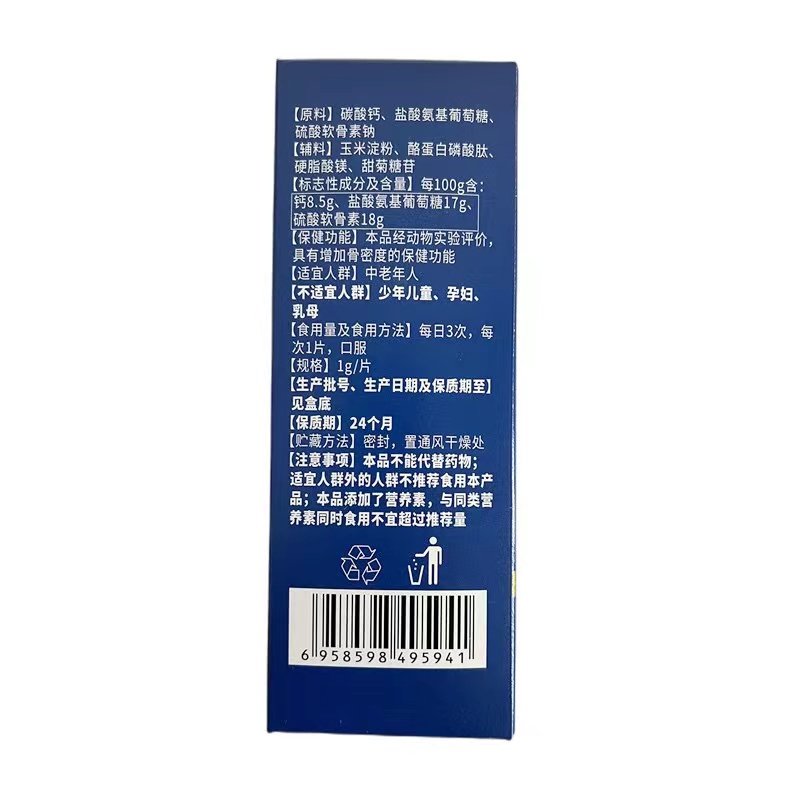 【原料】碳酸钙、盐酸氨基葡萄糖、
硫酸软骨素钠
【辅料】玉米淀粉、酪蛋白磷酸肽、
硬脂酸镁、甜菊糖苷
【标志性成分及含量】每100g含：
钙8.5g、盐酸氨基葡萄糖17g、
硫酸软骨素18g
【保健功能】本品经动物实验评价，
具有增加骨密度的保健功能
【适宜人群】中老年人
【不适宜人群】少年儿童、孕妇、
乳母
【食用量及食用方法】每日3次，每
次1片，口服
【规格】1g/片
【生产批号、生产日期及保质期至】
见盒底
【保质期】24个月
【贮藏方法】密封，置通风干燥处
【注意事项】本品不能代替药物；
适宜人群外的人群不推荐食用本产
品；本品添加了营养素，与同类营
养素同时食用不宜超过推荐量
6 958598 495941